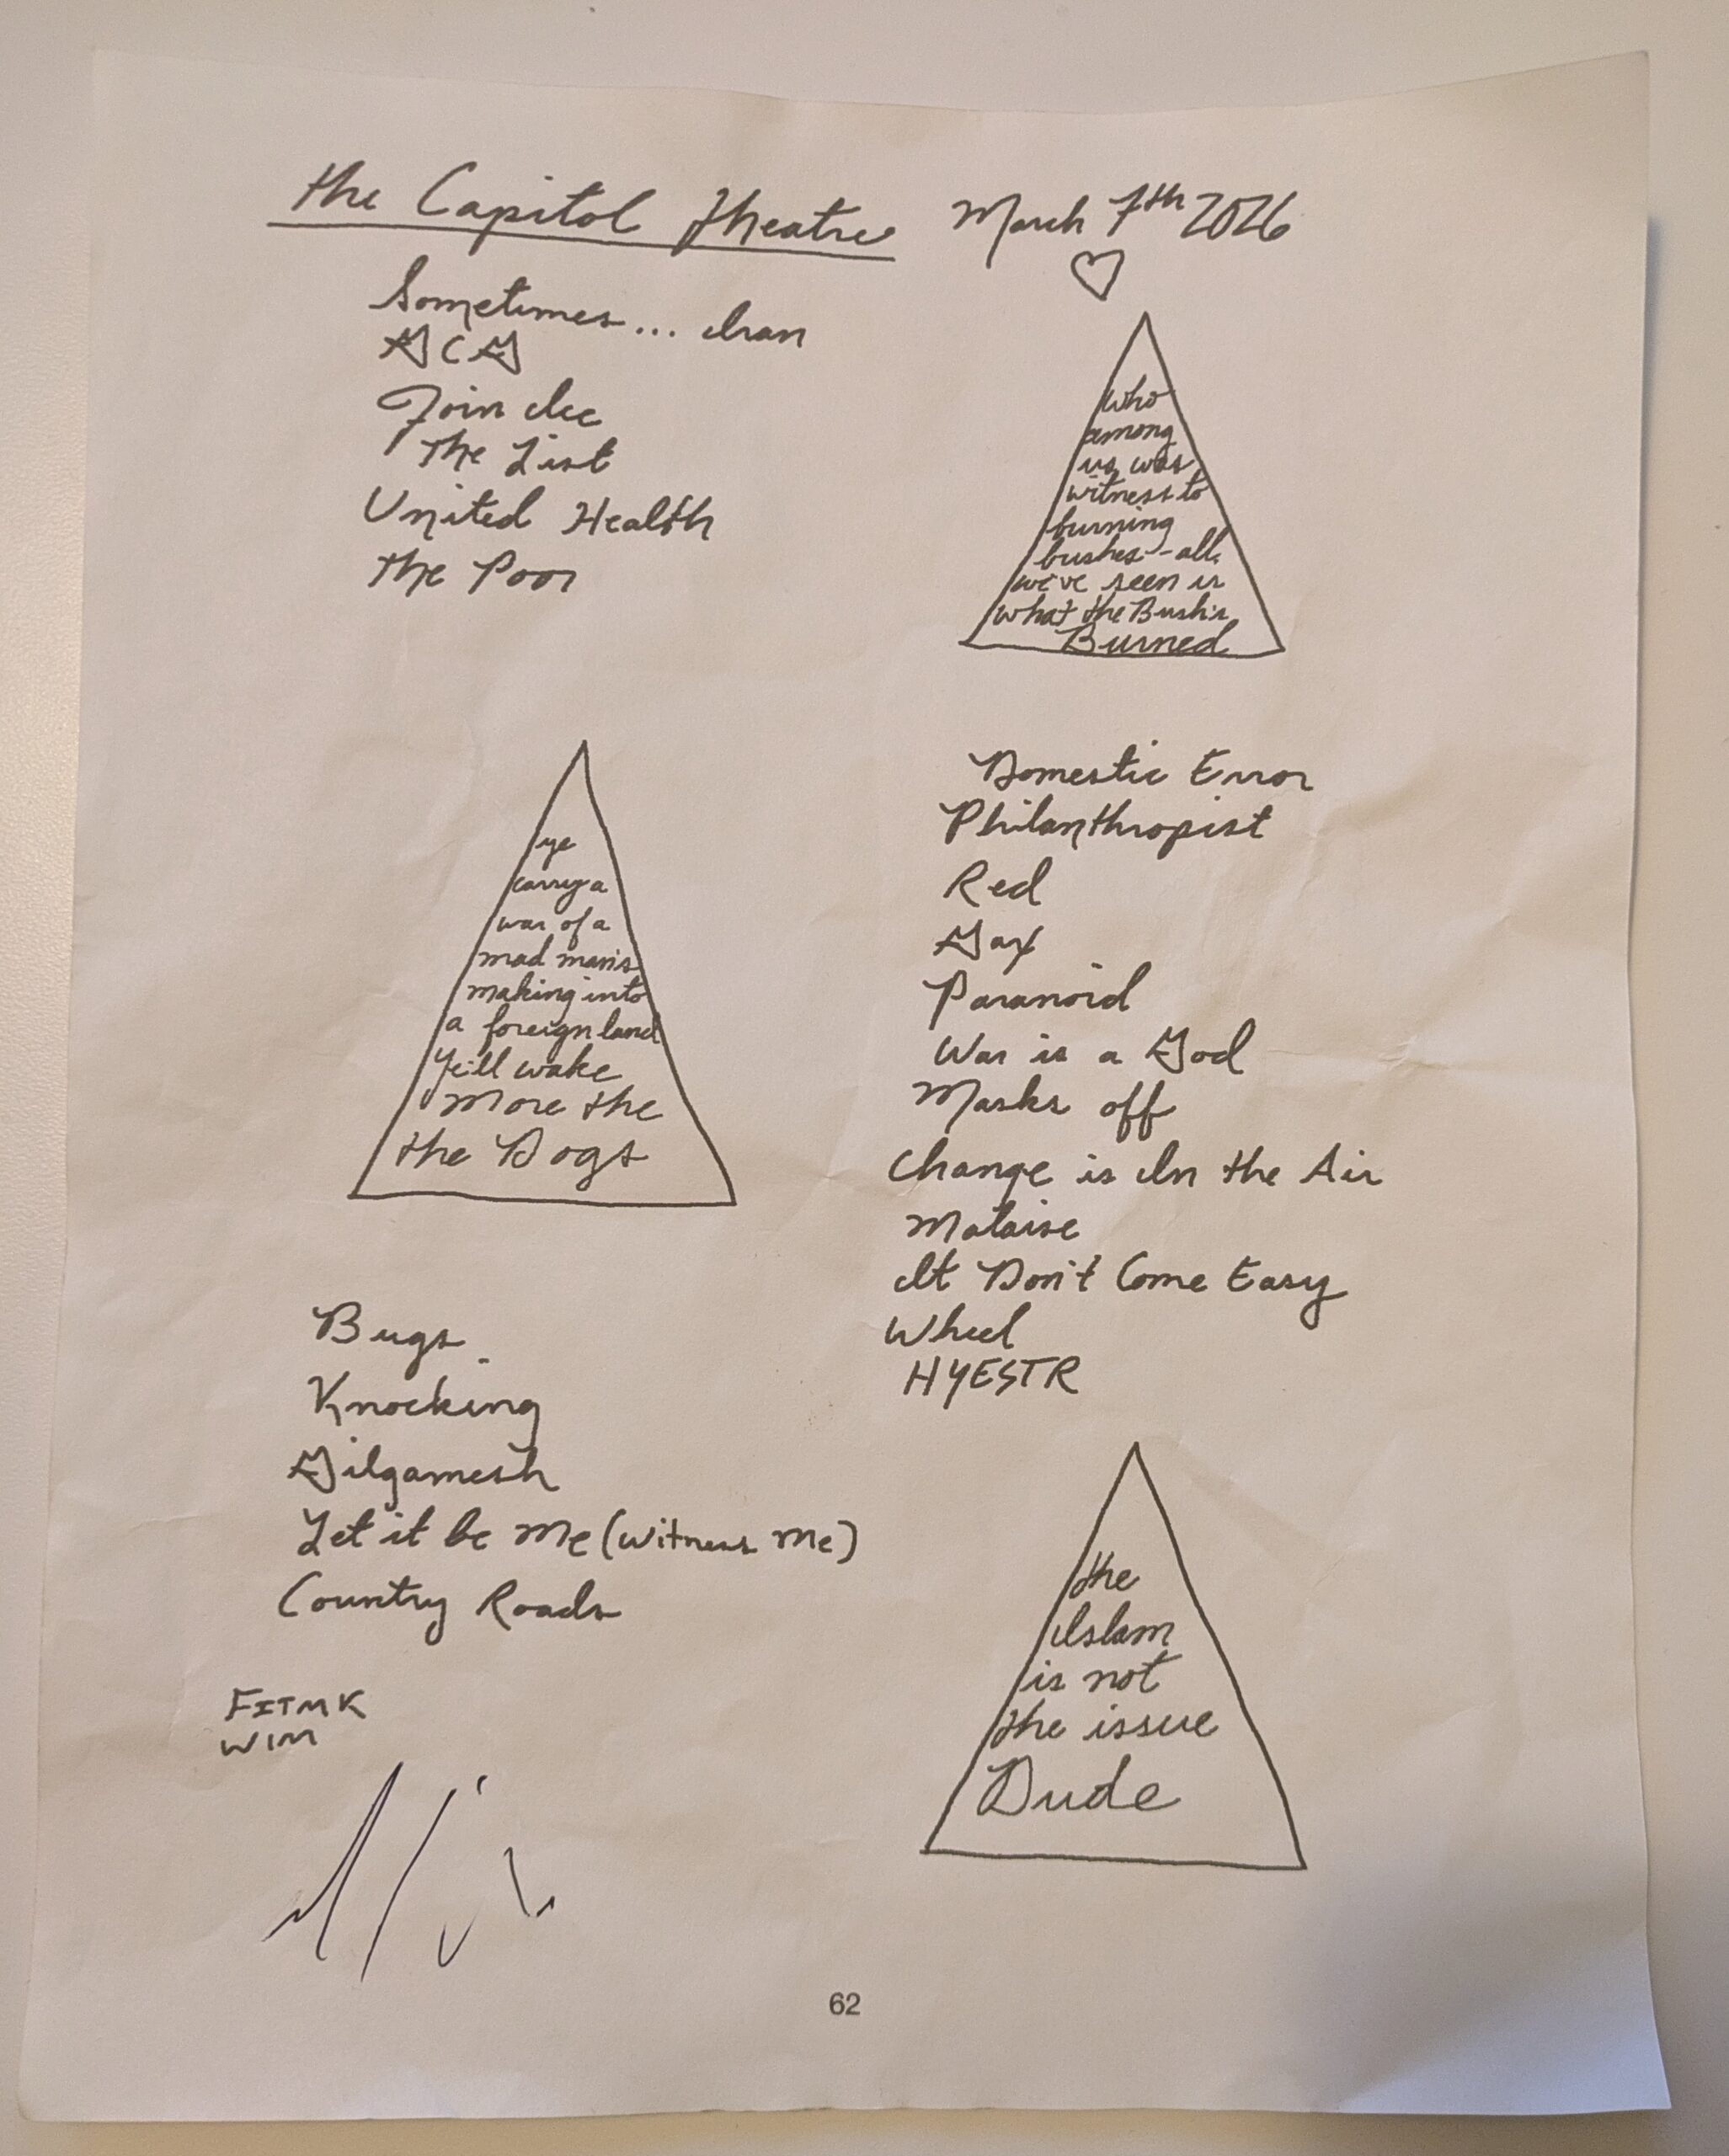 the Capitol Theatre March 7th 2026
♡
Sometimes... Iran
GCG
Join Ice
The List
United Health
the Poor
who
among
us was
witness to
burning
bushes--all
we've seen is
what the Bush's
Burned
ye
carry a
war of a
mad man's
making into
a foreign land
Ye'll wake
more the
the Dogs
Domestic Error
Philanthropist
Red
Gay
Paranoid
War is a God
Masks off
Change is In the Air
Malaise
It Don't Come Easy
Wheel
HYESTR
Bugs
Knocking
Gilgamesh
Let it be Me (Witness Me)
Country Roads
the
Islam
is not
the issue
Dude
FITMK
WIM
62